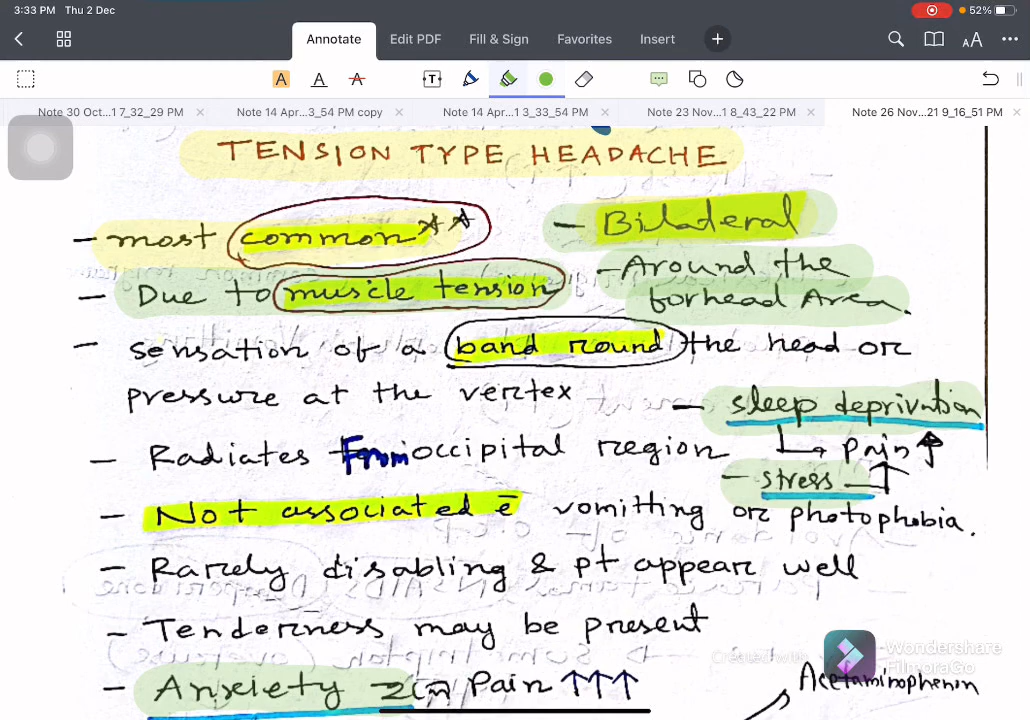 3:33 PM Thu 2 Dec
52%
Annotate Edit PDF Fill & Sign Favorites Insert
Note 30 Oct...1 7_32_29 PM
Note 14 Apr...3_54 PM copy
Note 14 Apr...1 3_33_54 PM
Note 23 Nov...1 8_43_22 PM
Note 26 Nov...21 9_16_51 PM
TENSION TYPE HEADACHE
- most common
- Due to muscle tension
- Bilateral
- Around the
forhead Area.
- sensation of a band round the head or
pressure at the vertex
- sleep deprivation
Pain ↑
- stress ↑
- Radiates From occipital region
- Not associated c̄ vomitting or photophobia.
- Rarely disabling & pt appear well
- Tenderness may be present
- Anxiety Pain ↑↑↑
Acetaminophenon
Created with
Wondershare
FilmoraGo